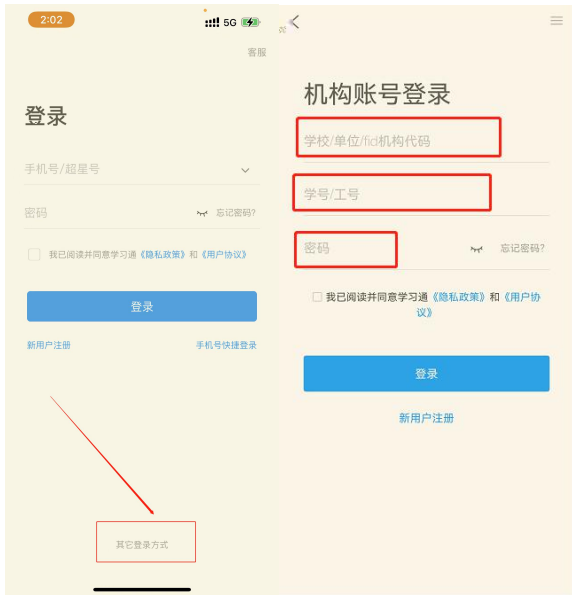 2:02
5G
客服
登录
手机号/超星号
密码
忘记密码?
我已阅读并同意学习通《隐私政策》和《用户协议》
登录
新用户注册
手机号快捷登录
其它登录方式
机构账号登录
学校/单位/fid机构代码
学号/工号
密码
忘记密码?
我已阅读并同意学习通《隐私政策》和《用户协
议》
登录
新用户注册